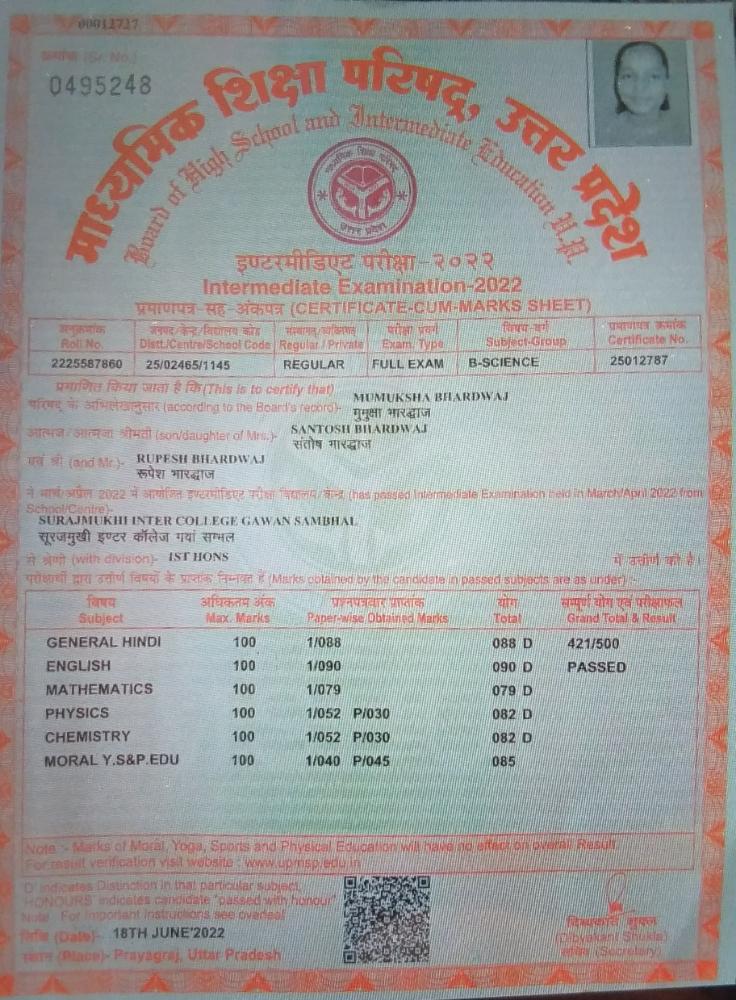 00012727
क्रमांक (Sr. No.)
0495248
माध्यमिक शिक्षा परिषद्, उत्तर प्रदेश
Board of High School and Intermediate Education U.P.
माध्यमिक शिक्षा परिषद
उत्तर प्रदेश
इण्टरमीडिएट परीक्षा-२०२२
Intermediate Examination-2022
प्रमाणपत्र-सह-अंकपत्र (CERTIFICATE-CUM-MARKS SHEET)
अनुक्रमांक जनपद/केन्द्र/विद्यालय कोड संस्थागत/व्यक्तिगत परीक्षा प्रवर्ग विषय-वर्ग प्रमाणपत्र क्रमांक
Roll No. Distt./Centre/School Code Regular / Private Exam. Type Subject-Group Certificate No.
2225587860 25/02465/1145 REGULAR FULL EXAM B-SCIENCE 25012787
प्रमाणित किया जाता है कि (This is to certify that) MUMUKSHA BHARDWAJ
परिषद् के अभिलेखानुसार (according to the Board's record)- मुमुक्षा भारद्वाज
आत्मज/आत्मजा श्रीमती (son/daughter of Mrs.)- SANTOSH BHARDWAJ
संतोष भारद्वाज
एवं श्री (and Mr.)- RUPESH BHARDWAJ
रूपेश भारद्वाज
ने मार्च/अप्रैल 2022 में आयोजित इण्टरमीडिएट परीक्षा विद्यालय/केन्द्र (has passed Intermediate Examination held in March/April 2022 from
School/Centre)-
SURAJMUKHI INTER COLLEGE GAWAN SAMBHAL
सूरजमुखी इण्टर कॉलेज गवां सम्भल
से श्रेणी (with division)- IST HONS में उत्तीर्ण की है।
परीक्षार्थी द्वारा उत्तीर्ण विषयों के प्राप्तांक निम्नवत हैं (Marks obtained by the candidate in passed subjects are as under) :-
विषय अधिकतम अंक प्रश्नपत्रवार प्राप्तांक योग सम्पूर्ण योग एवं परीक्षाफल
Subject Max. Marks Paper-wise Obtained Marks Total Grand Total & Result
GENERAL HINDI 100 1/088 088 D 421/500
ENGLISH 100 1/090 090 D PASSED
MATHEMATICS 100 1/079 079 D
PHYSICS 100 1/052 P/030 082 D
CHEMISTRY 100 1/052 P/030 082 D
MORAL Y.S&P.EDU 100 1/040 P/045 085
Note :- Marks of Moral, Yoga, Sports and Physical Education will have no effect on overall Result.
For result verification visit website : www.upmsp.edu.in
'D' indicates Distinction in that particular subject,
'HONOURS' indicates candidate "passed with honour"
Note: For Important Instructions see overleaf
तिथि (Date)- 18TH JUNE'2022
स्थान (Place)- Prayagraj, Uttar Pradesh
दिब्यकांत शुक्ल
(Dibyakant Shukla)
सचिव (Secretary)